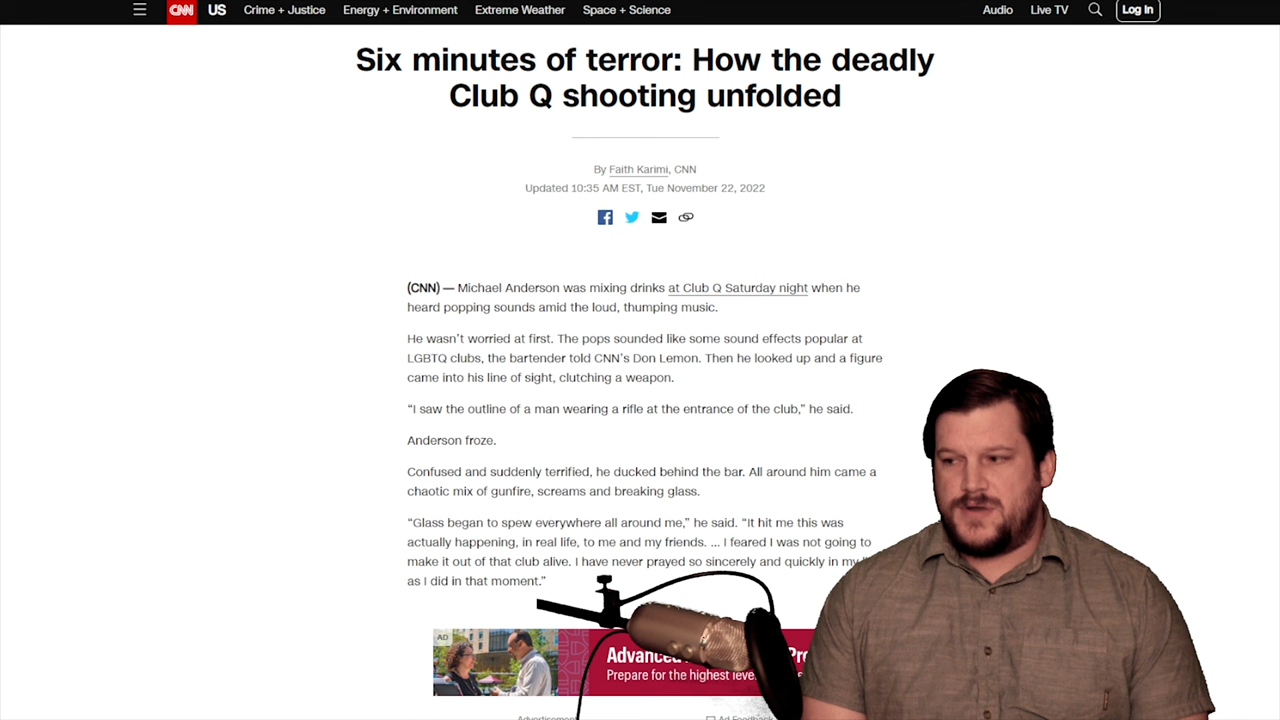 CNN US Crime + Justice Energy + Environment Extreme Weather Space + Science Audio Live TV Log In
Six minutes of terror: How the deadly
Club Q shooting unfolded
By Faith Karimi, CNN
Updated 10:35 AM EST, Tue November 22, 2022
(CNN) — Michael Anderson was mixing drinks at Club Q Saturday night when he
heard popping sounds amid the loud, thumping music.
He wasn’t worried at first. The pops sounded like some sound effects popular at
LGBTQ clubs, the bartender told CNN’s Don Lemon. Then he looked up and a figure
came into his line of sight, clutching a weapon.
“I saw the outline of a man wearing a rifle at the entrance of the club,” he said.
Anderson froze.
Confused and suddenly terrified, he ducked behind the bar. All around him came a
chaotic mix of gunfire, screams and breaking glass.
“Glass began to spew everywhere all around me,” he said. “It hit me this was
actually happening, in real life, to me and my friends. ... I feared I was not going to
make it out of that club alive. I have never prayed so sincerely and quickly in my
as I did in that moment.”
AD
Advanced
Prepare for the highest
Advertisement Ad Feedback